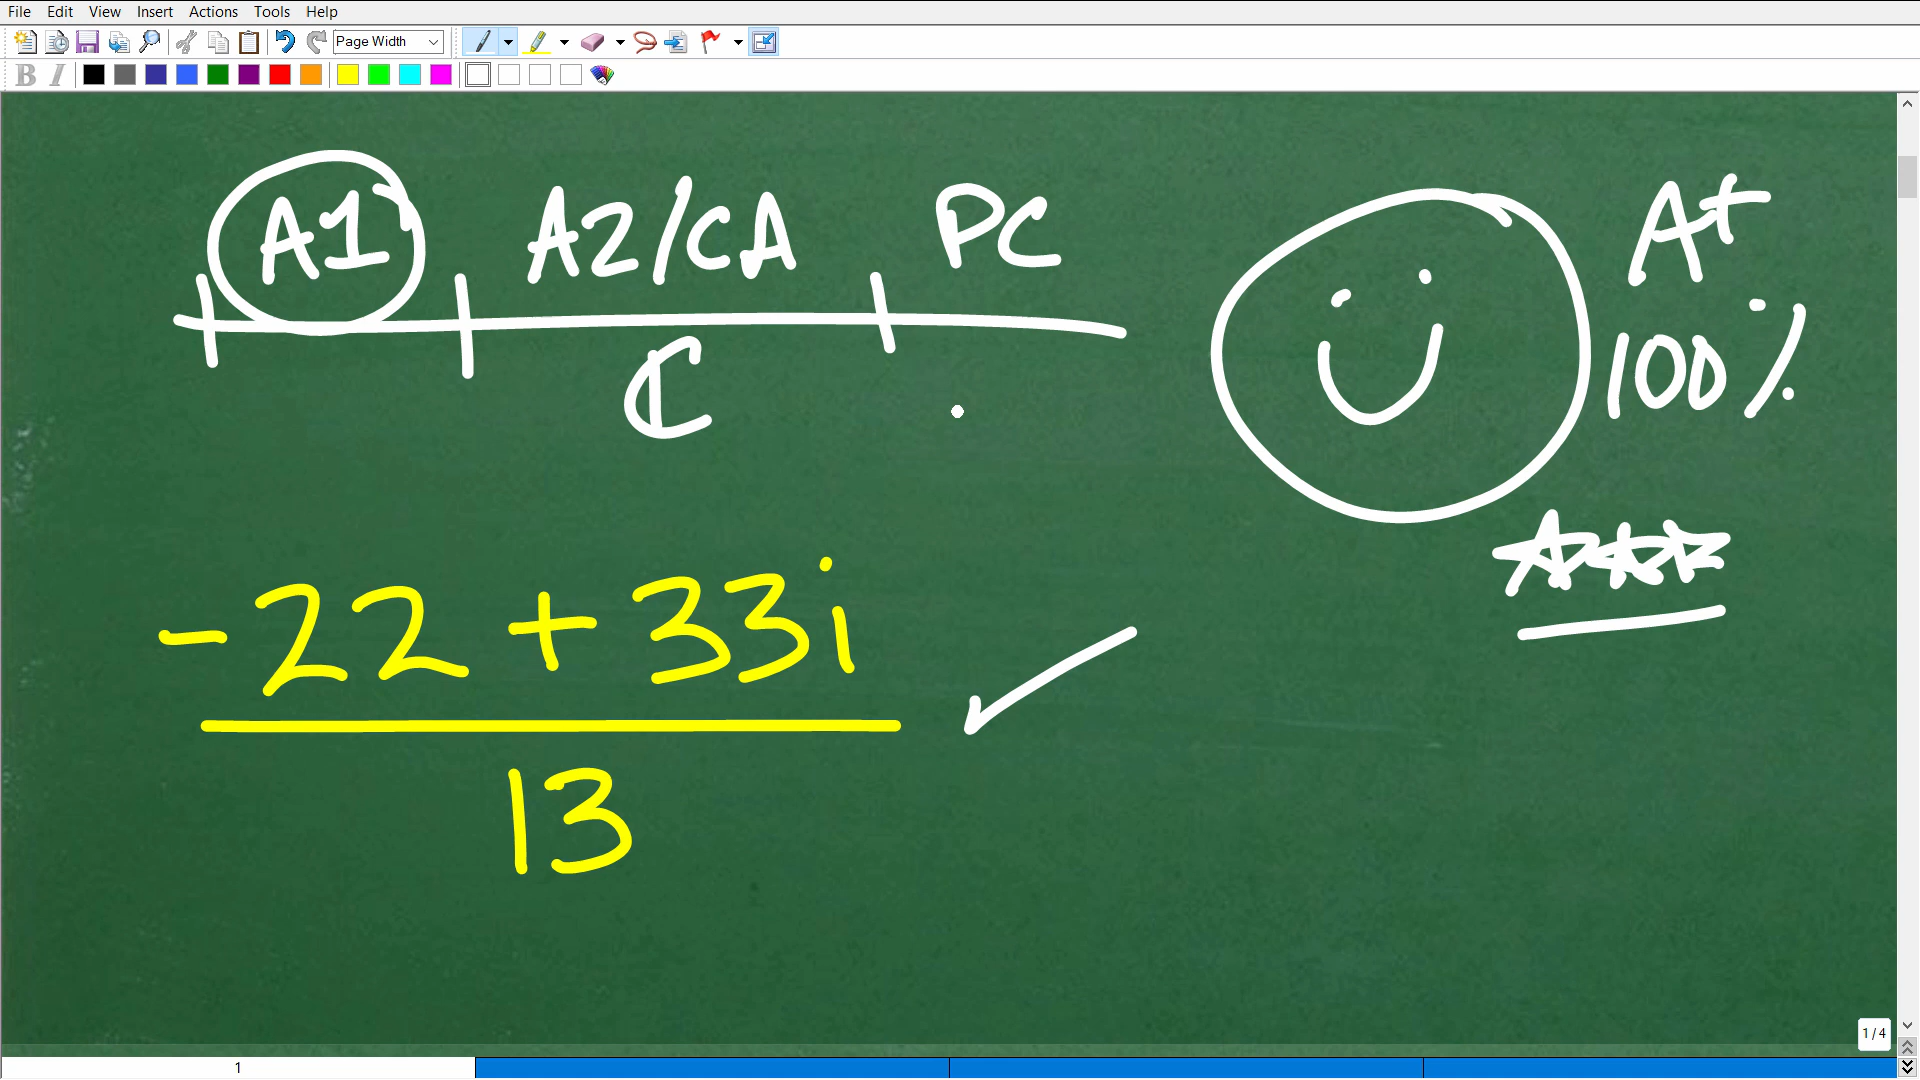 File Edit View Insert Actions Tools Help
Page Width
B I
A1 A2/CA PC
ℂ
A+
100%
-22 + 33i
13
1/4
1